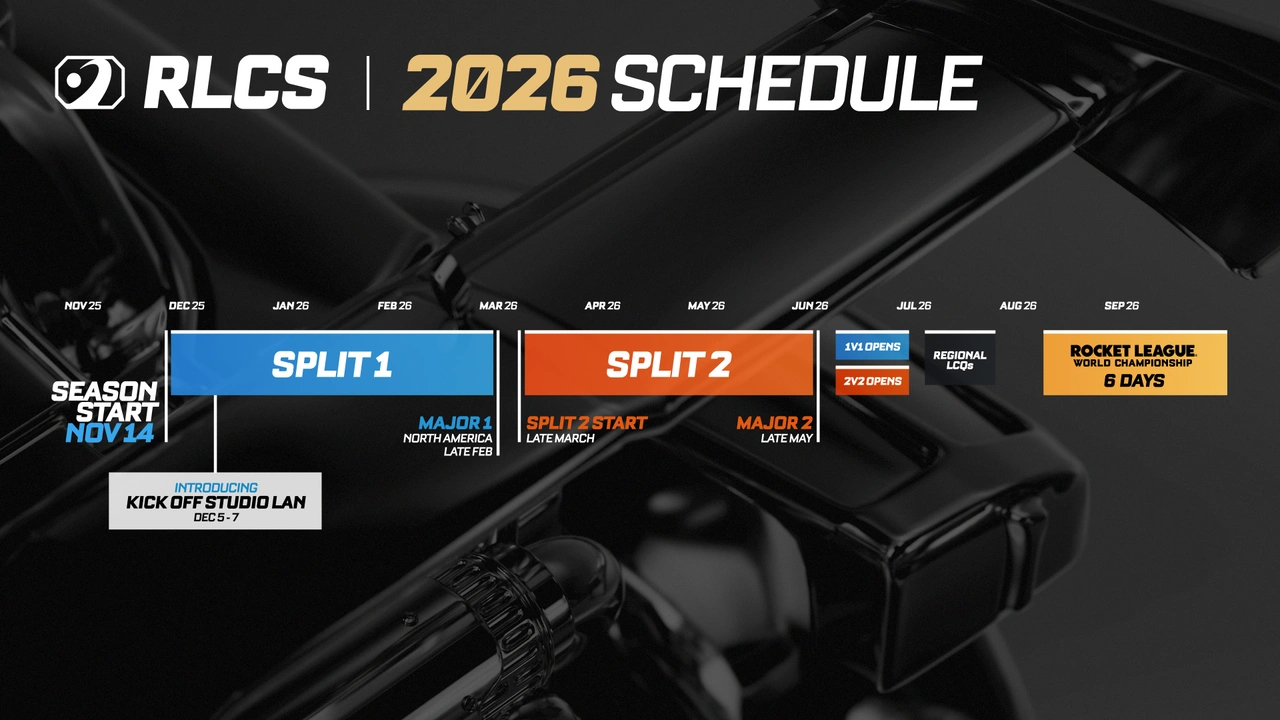 RLCS | 2026 SCHEDULE
NOV 25 DEC 25 JAN 26 FEB 26 MAR 26 APR 26 MAY 26 JUN 26 JUL 26 AUG 26 SEP 26
SEASON
START
NOV 14
SPLIT 1
INTRODUCING
KICK OFF STUDIO LAN
DEC 5 - 7
MAJOR 1
NORTH AMERICA
LATE FEB
SPLIT 2
SPLIT 2 START
LATE MARCH
MAJOR 2
LATE MAY
1V1 OPENS
2V2 OPENS
REGIONAL
LCQs
ROCKET LEAGUE
WORLD CHAMPIONSHIP
6 DAYS